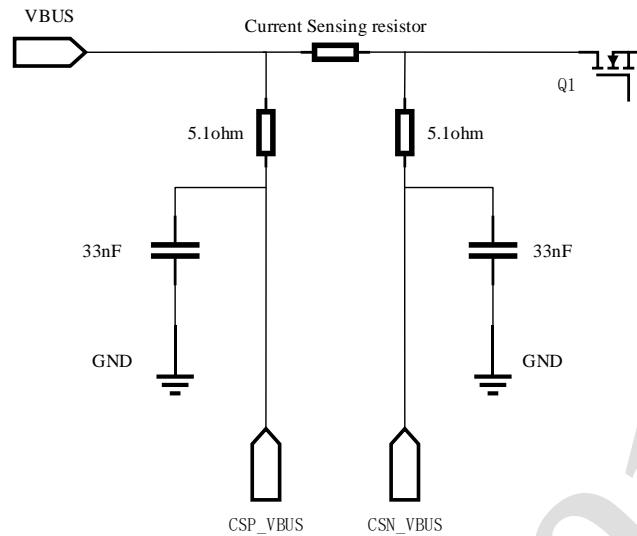 VBUS
Current Sensing resistor
Q1
5.1ohm
5.1ohm
33nF
33nF
GND
GND
CSP_VBUS
CSN_VBUS